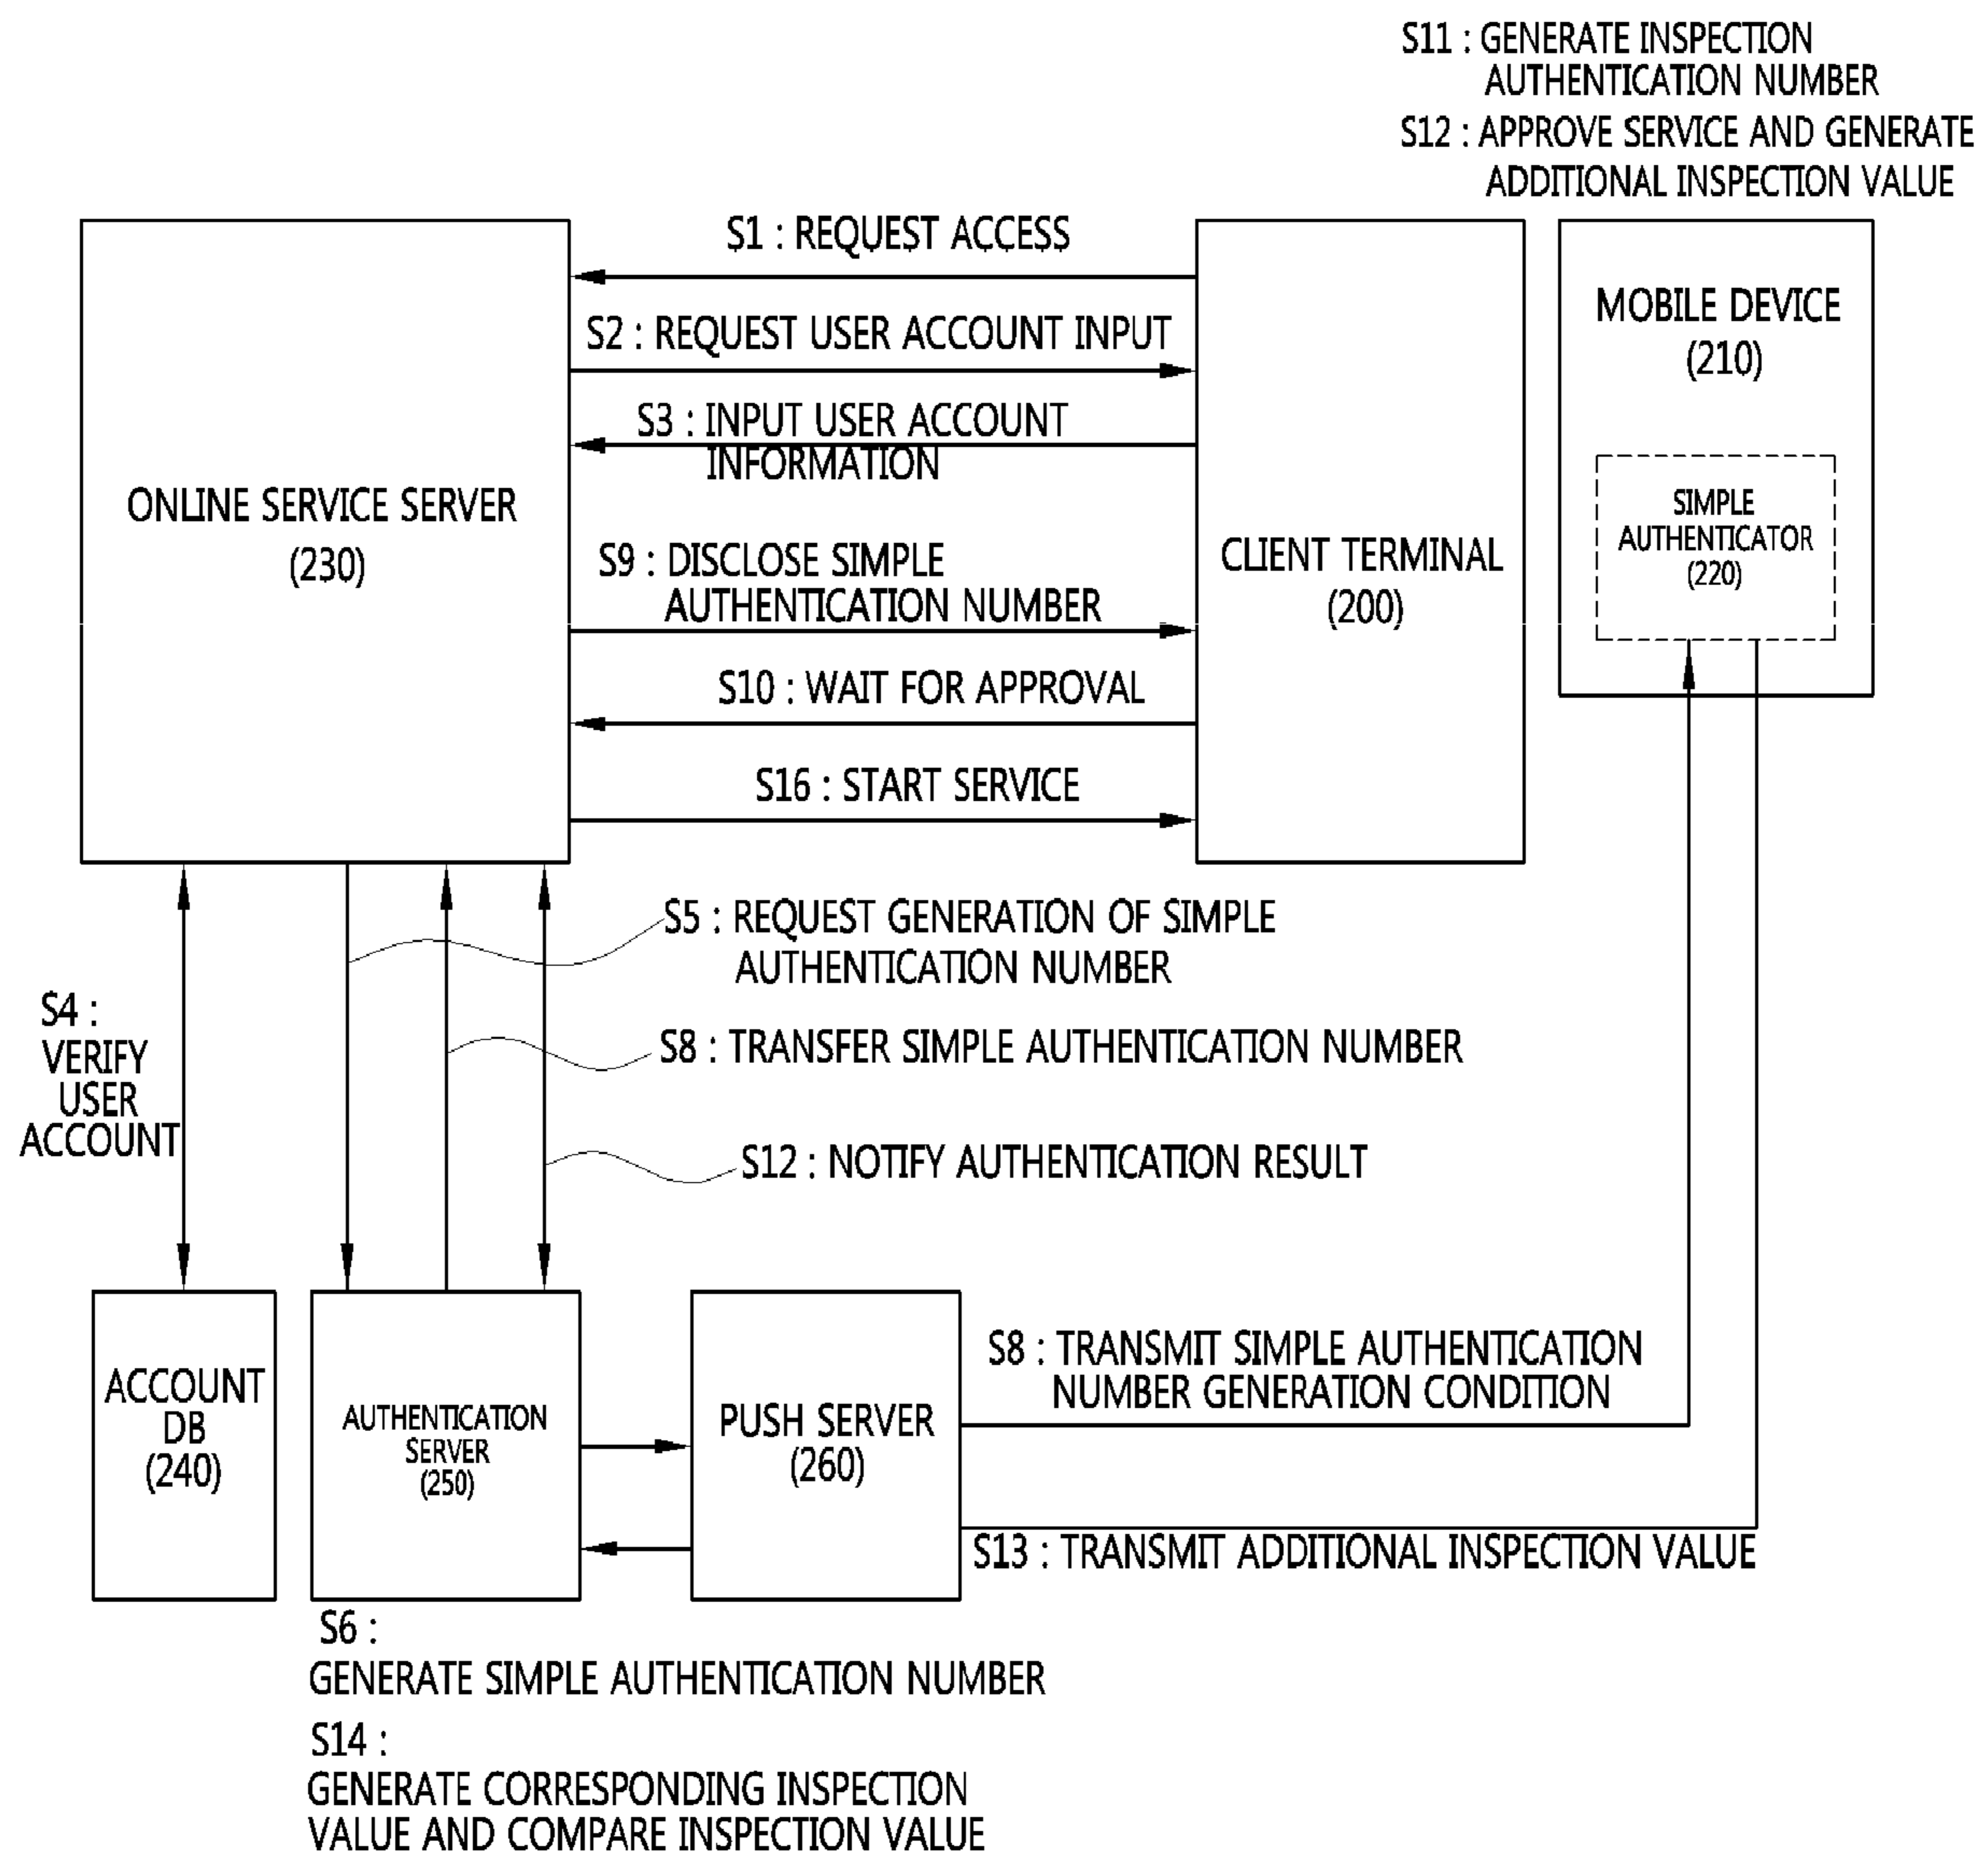 S11 : GENERATE INSPECTION
AUTHENTICATION NUMBER
S12 : APPROVE SERVICE AND GENERATE
ADDITIONAL INSPECTION VALUE
S1 : REQUEST ACCESS
S2 : REQUEST USER ACCOUNT INPUT
S3 : INPUT USER ACCOUNT
INFORMATION
ONLINE SERVICE SERVER
(230)
S9 : DISCLOSE SIMPLE
AUTHENTICATION NUMBER
S10 : WAIT FOR APPROVAL
S16 : START SERVICE
CLIENT TERMINAL
(200)
MOBILE DEVICE
(210)
SIMPLE
AUTHENTICATOR
(220)
S5 : REQUEST GENERATION OF SIMPLE
AUTHENTICATION NUMBER
S4 :
VERIFY
USER
ACCOUNT
S8 : TRANSFER SIMPLE AUTHENTICATION NUMBER
S12 : NOTIFY AUTHENTICATION RESULT
ACCOUNT
DB
(240)
AUTHENTICATION
SERVER
(250)
PUSH SERVER
(260)
S8 : TRANSMIT SIMPLE AUTHENTICATION
NUMBER GENERATION CONDITION
S13 : TRANSMIT ADDITIONAL INSPECTION VALUE
S6 :
GENERATE SIMPLE AUTHENTICATION NUMBER
S14 :
GENERATE CORRESPONDING INSPECTION
VALUE AND COMPARE INSPECTION VALUE